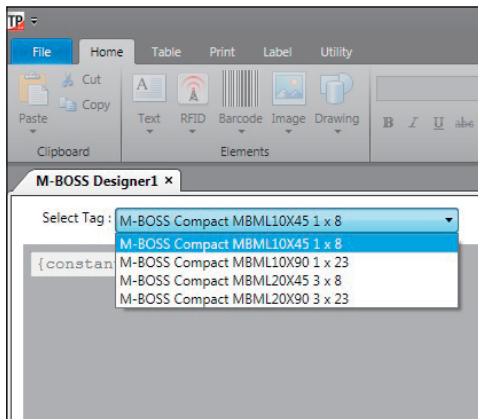 TP
File Home Table Print Label Utility
Cut
Copy
Paste
A
Text RFID Barcode Image Drawing
B I U abc
Clipboard Elements
M-BOSS Designer1 ×
Select Tag : M-BOSS Compact MBML10X45 1 x 8
M-BOSS Compact MBML10X45 1 x 8
M-BOSS Compact MBML10X90 1 x 23
M-BOSS Compact MBML20X45 3 x 8
M-BOSS Compact MBML20X90 3 x 23
{constan